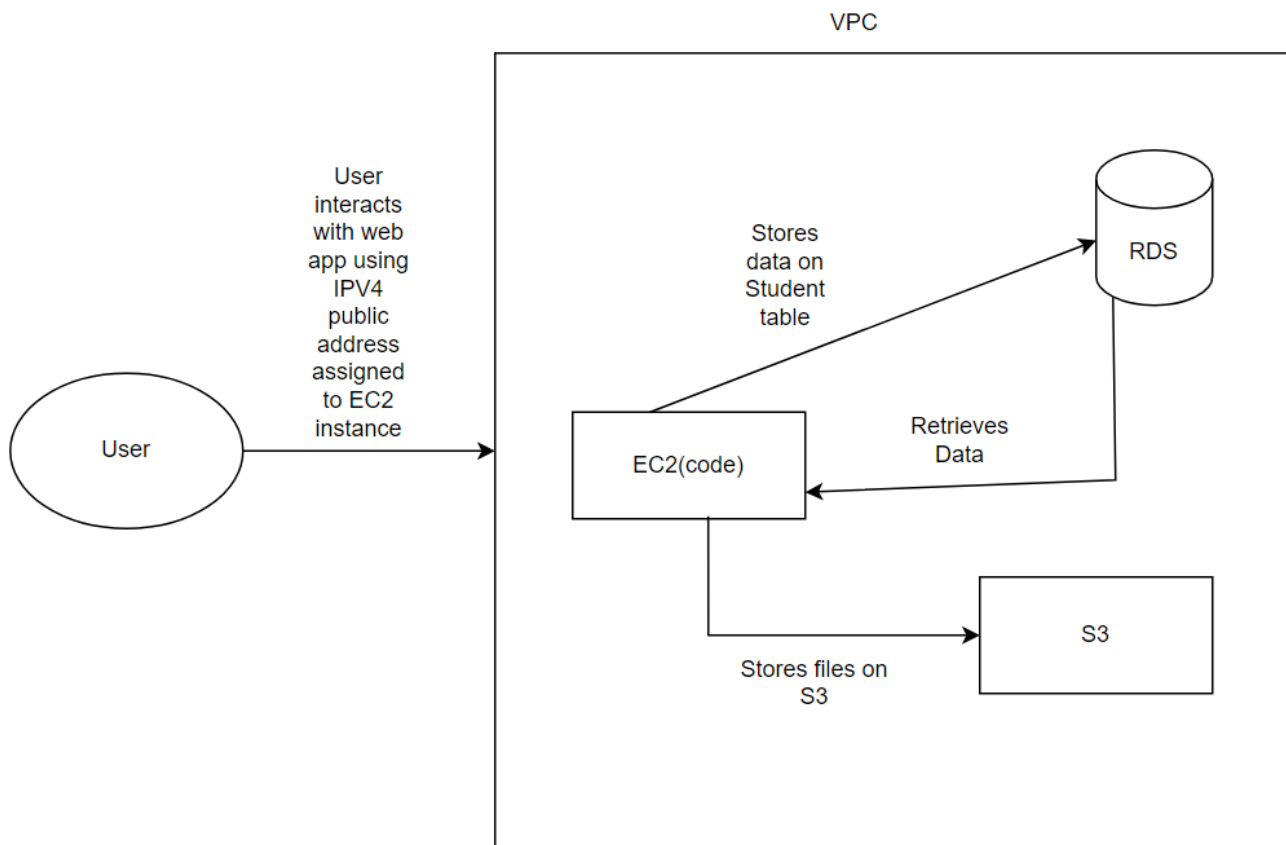 VPC
User
interacts
with web
app using
IPV4
public
address
assigned
to EC2
instance
User
Stores
data on
Student
table
RDS
EC2(code)
Retrieves
Data
S3
Stores files on
S3